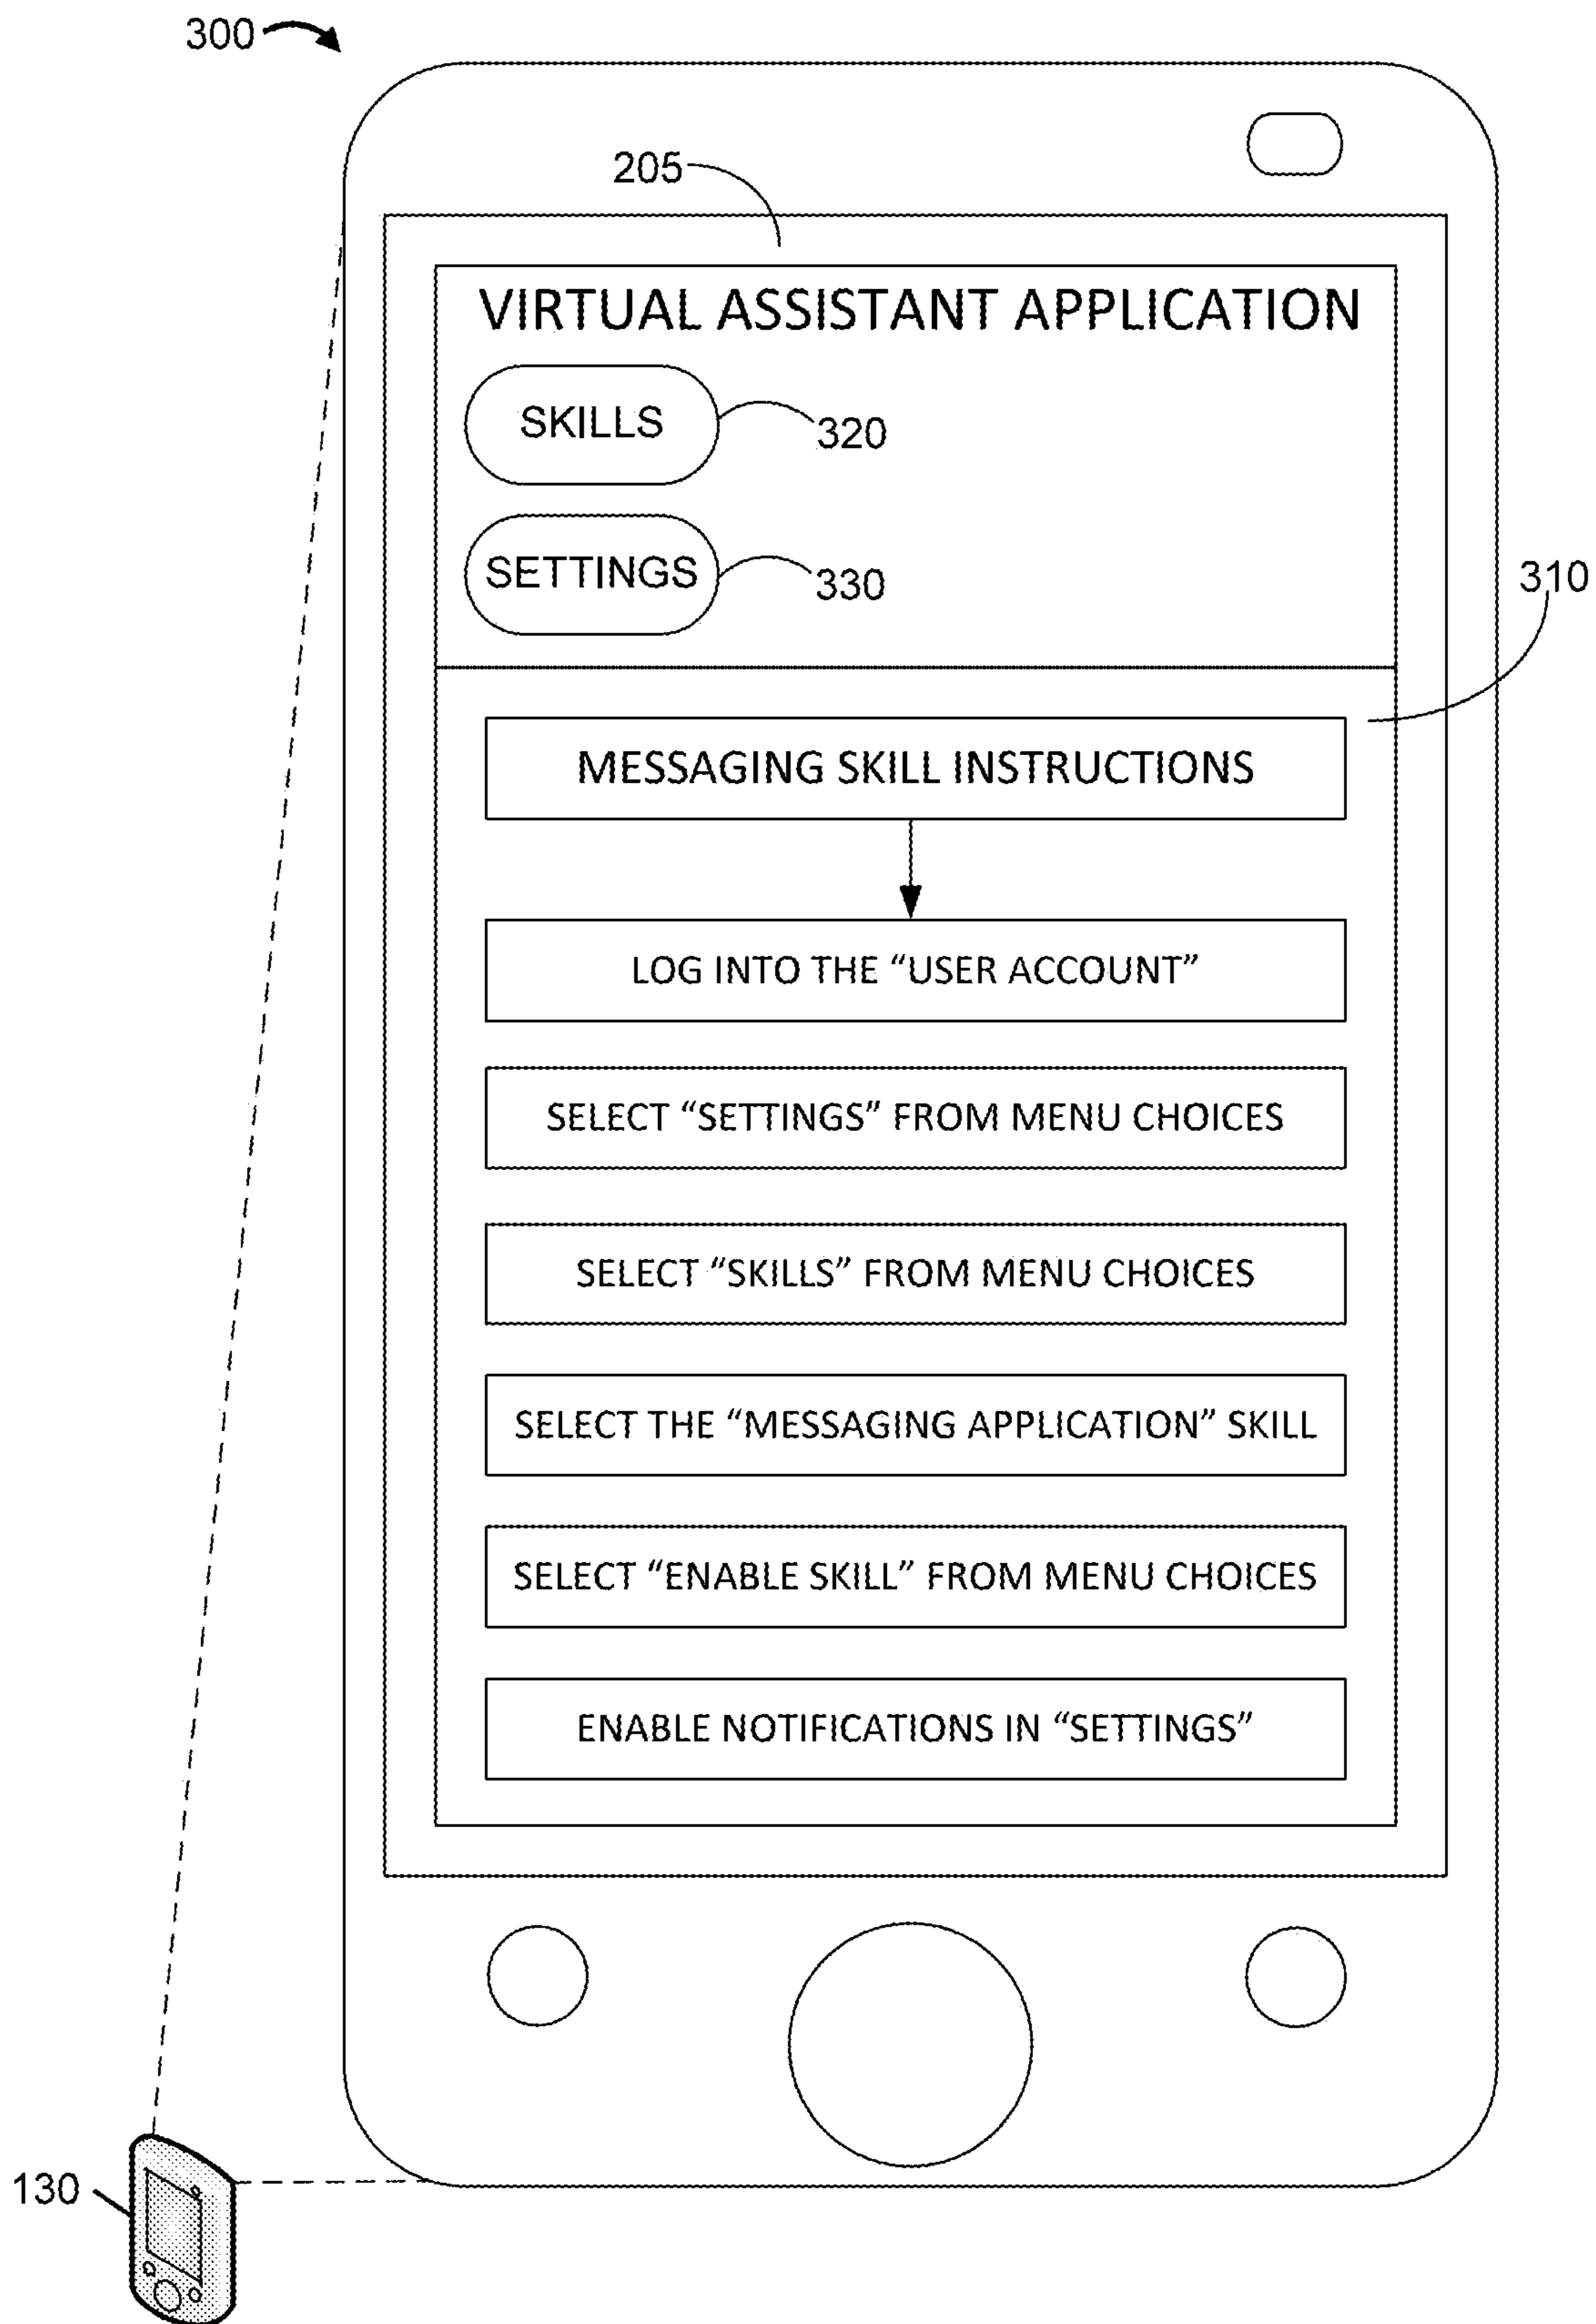 300
205
VIRTUAL ASSISTANT APPLICATION
SKILLS
320
SETTINGS
330
310
MESSAGING SKILL INSTRUCTIONS
LOG INTO THE “USER ACCOUNT”
SELECT “SETTINGS” FROM MENU CHOICES
SELECT “SKILLS” FROM MENU CHOICES
SELECT THE “MESSAGING APPLICATION” SKILL
SELECT “ENABLE SKILL” FROM MENU CHOICES
ENABLE NOTIFICATIONS IN “SETTINGS”
130